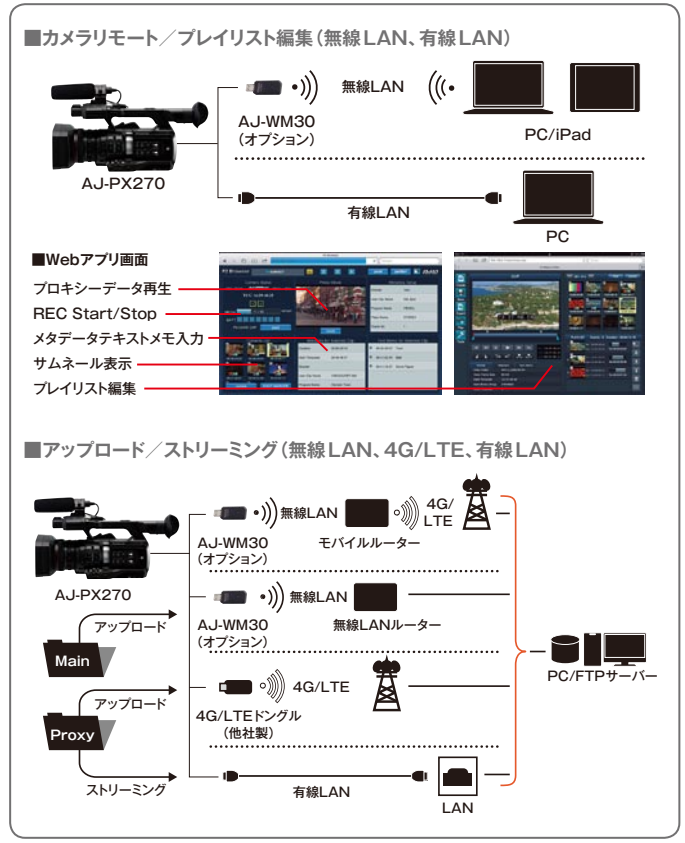 ■カメラリモート／プレイリスト編集（無線LAN、有線LAN）
無線LAN
AJ-WM30
（オプション）
PC/iPad
AJ-PX270
有線LAN
PC
■Webアプリ画面
プロキシーデータ再生
REC Start/Stop
メタデータテキストメモ入力
サムネール表示
プレイリスト編集
■アップロード／ストリーミング（無線LAN、4G/LTE、有線LAN）
無線LAN
4G/
LTE
AJ-WM30
（オプション）
モバイルルーター
AJ-PX270
アップロード
無線LAN
AJ-WM30
（オプション）
無線LANルーター
Main
PC/FTPサーバー
アップロード
4G/LTE
4G/LTEドングル
（他社製）
Proxy
ストリーミング
有線LAN
LAN